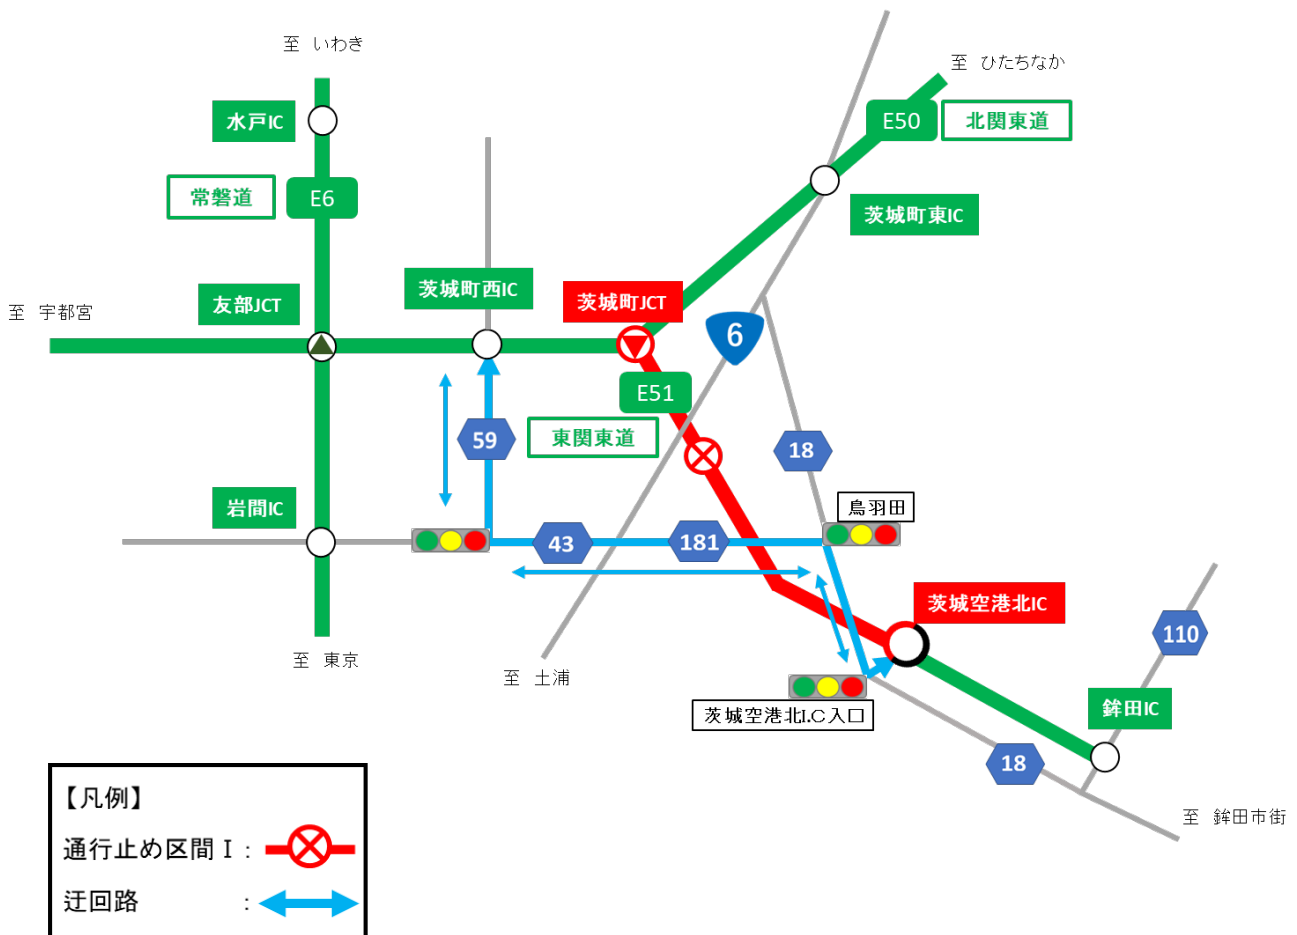 至 いわき
至 ひたちなか
水戸IC
E50
北関東道
常磐道
E6
茨城町東IC
友部JCT
茨城町西IC
茨城町JCT
至 宇都宮
6
E51
東関東道
59
18
岩間IC
鳥羽田
43
181
茨城空港北IC
110
至 東京
至 土浦
茨城空港北I.C入口
鉾田IC
18
至 鉾田市街
【凡例】
通行止め区間Ⅰ:
迂回路 :